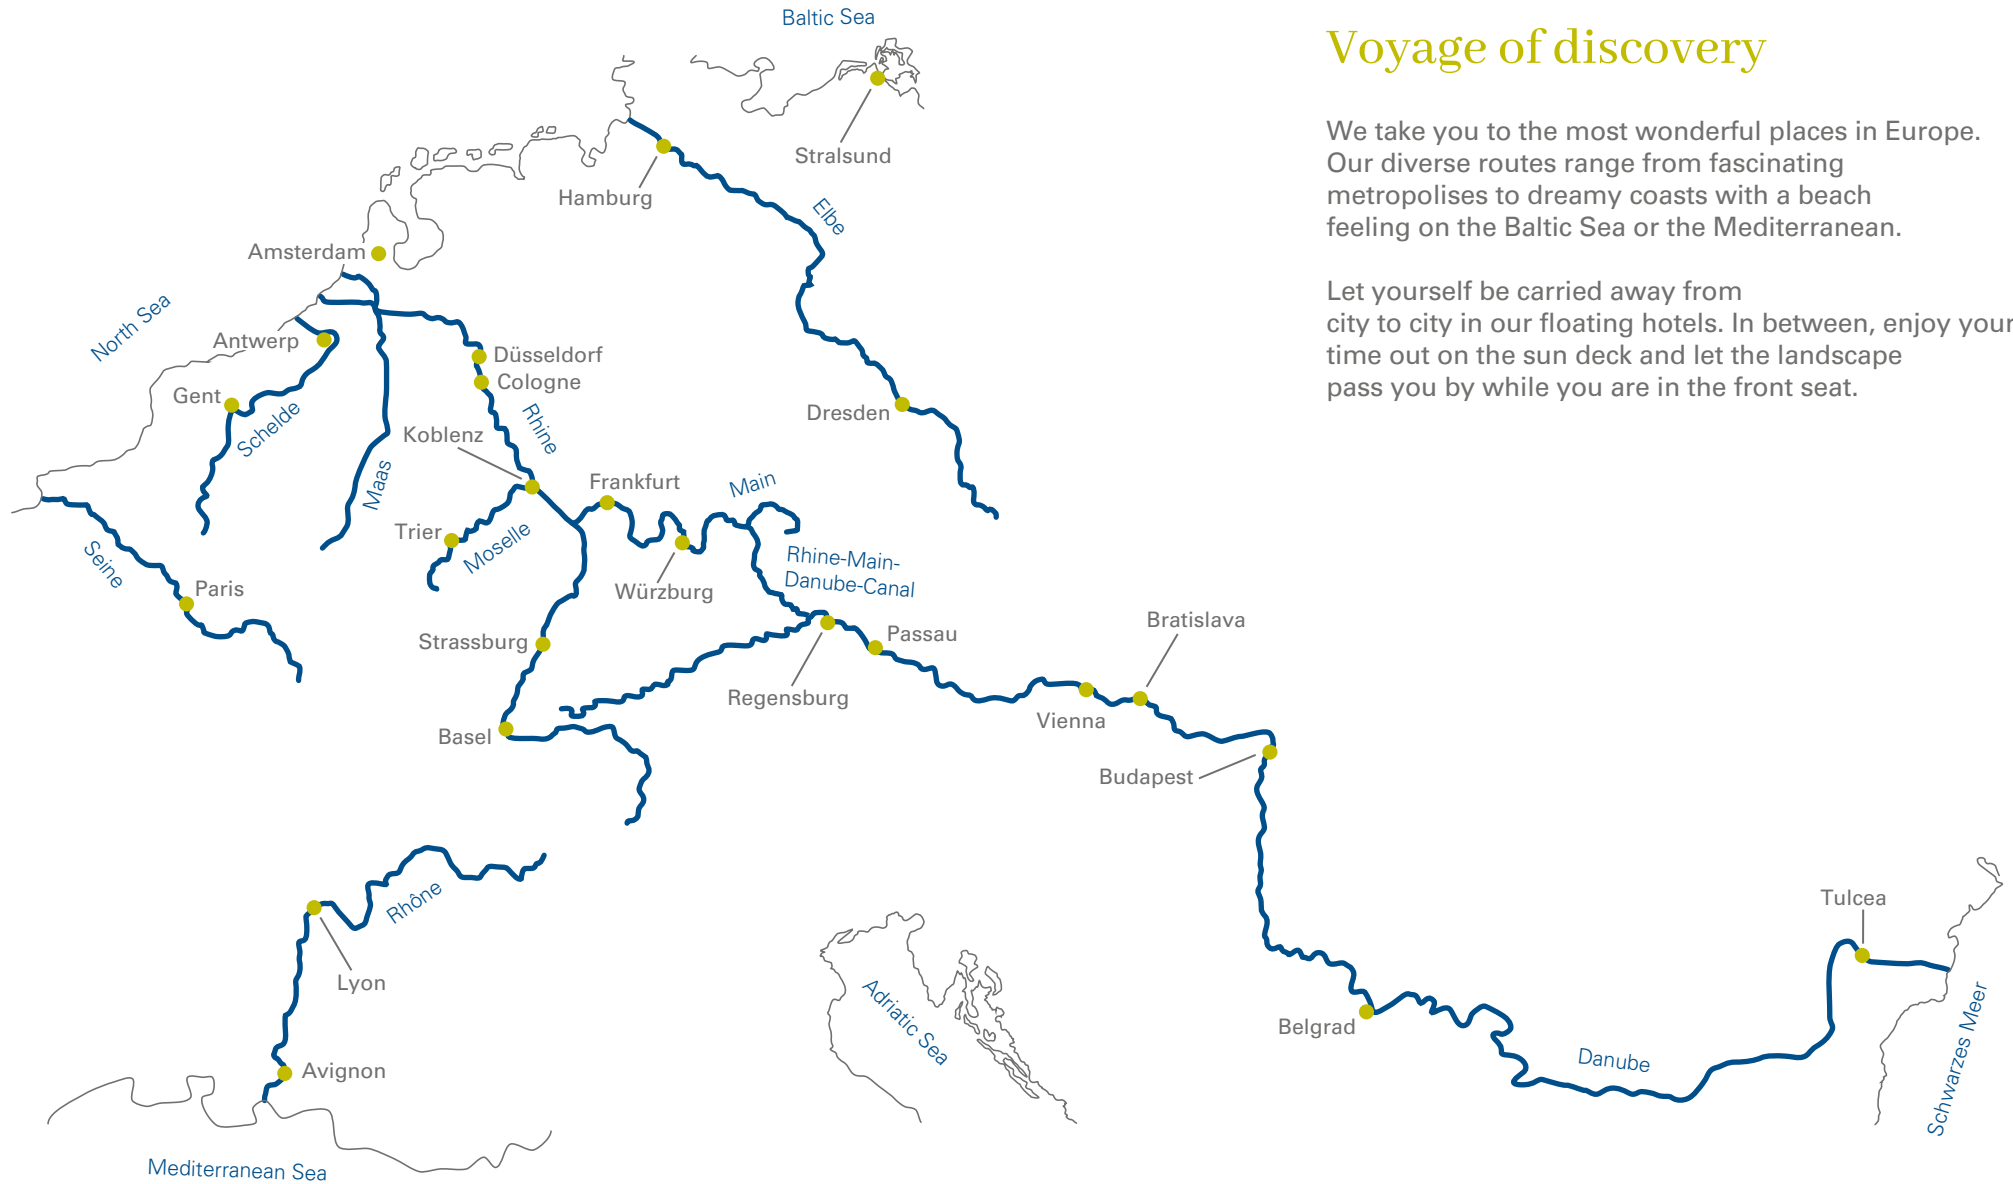 Baltic Sea
Voyage of discovery
We take you to the most wonderful places in Europe.
Our diverse routes range from fascinating
metropolises to dreamy coasts with a beach
feeling on the Baltic Sea or the Mediterranean.
Let yourself be carried away from
city to city in our floating hotels. In between, enjoy your
time out on the sun deck and let the landscape
pass you by while you are in the front seat.
Stralsund
Hamburg
Elbe
Amsterdam
North Sea
Antwerp
Düsseldorf
Cologne
Gent
Schelde
Rhine
Dresden
Koblenz
Maas
Frankfurt
Main
Trier
Moselle
Seine
Paris
Würzburg
Rhine-Main-
Danube-Canal
Strassburg
Passau
Bratislava
Regensburg
Vienna
Basel
Budapest
Rhône
Tulcea
Lyon
Adriatic Sea
Belgrad
Danube
Schwarzes Meer
Avignon
Mediterranean Sea